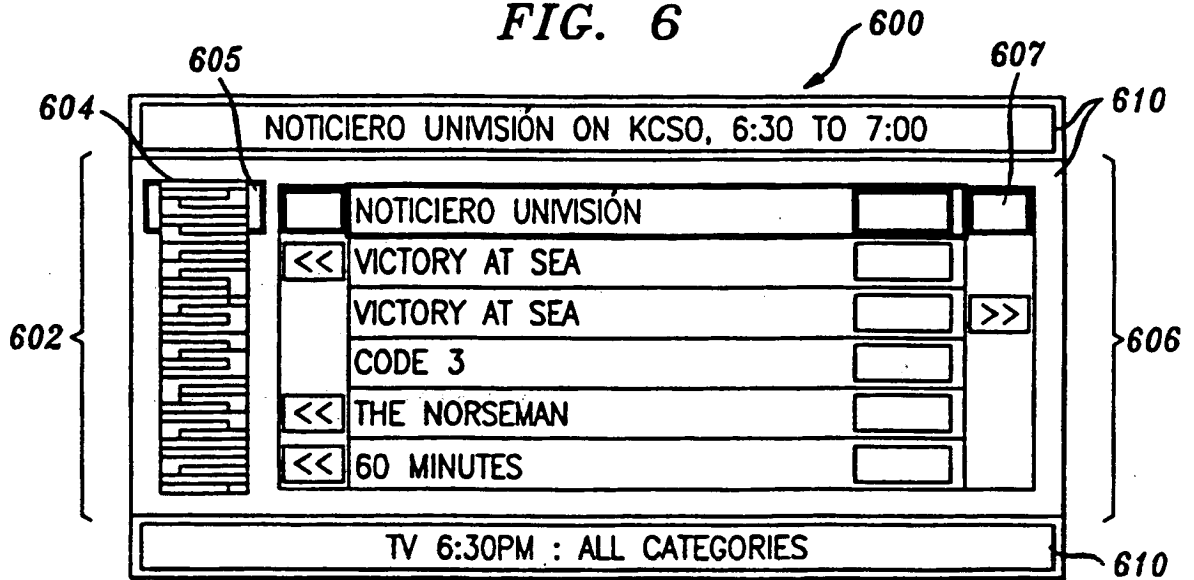 FIG. 6
600
605
607
604
610
NOTICIERO UNIVISIÓN ON KCSO, 6:30 TO 7:00
NOTICIERO UNIVISIÓN
<< VICTORY AT SEA
VICTORY AT SEA >>
602
606
CODE 3
<< THE NORSEMAN
<< 60 MINUTES
TV 6:30PM : ALL CATEGORIES
610